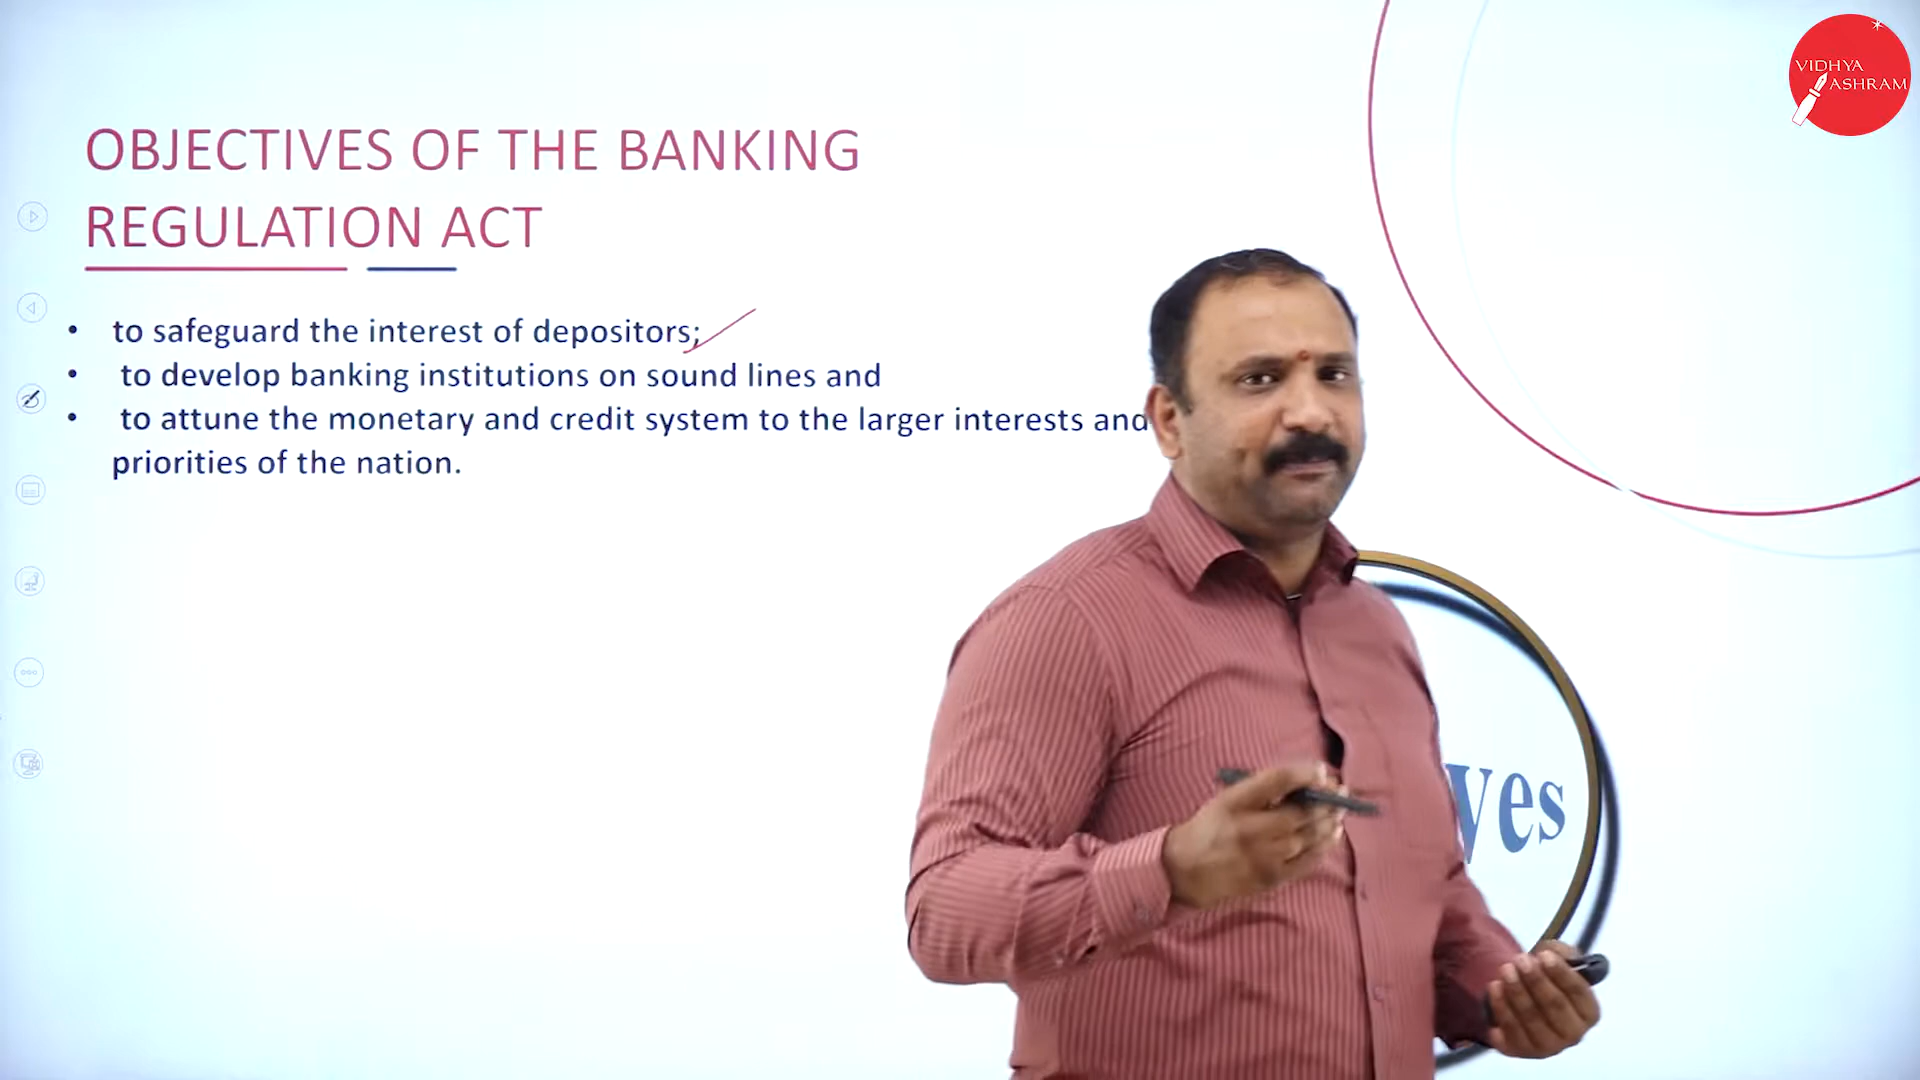 VIDHYA
ASHRAM
OBJECTIVES OF THE BANKING
REGULATION ACT
• to safeguard the interest of depositors;
• to develop banking institutions on sound lines and
• to attune the monetary and credit system to the larger interests and
priorities of the nation.
ves